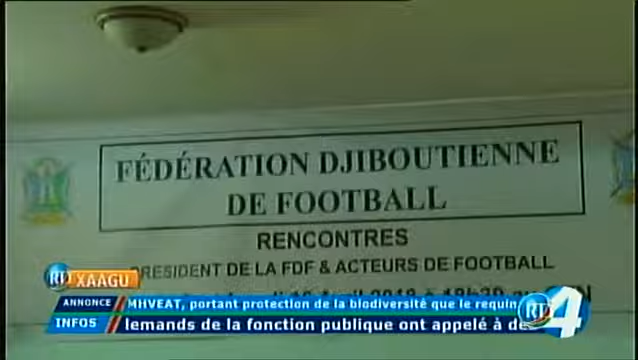 FÉDÉRATION DJIBOUTIENNE
DE FOOTBALL
RENCONTRES
PRESIDENT DE LA FDF & ACTEURS DE FOOTBALL
RT XAAGU
ANNONCE MHVEAT, portant protection de la biodiversité que le requin
INFOS lemands de la fonction publique ont appelé à de
RT 4